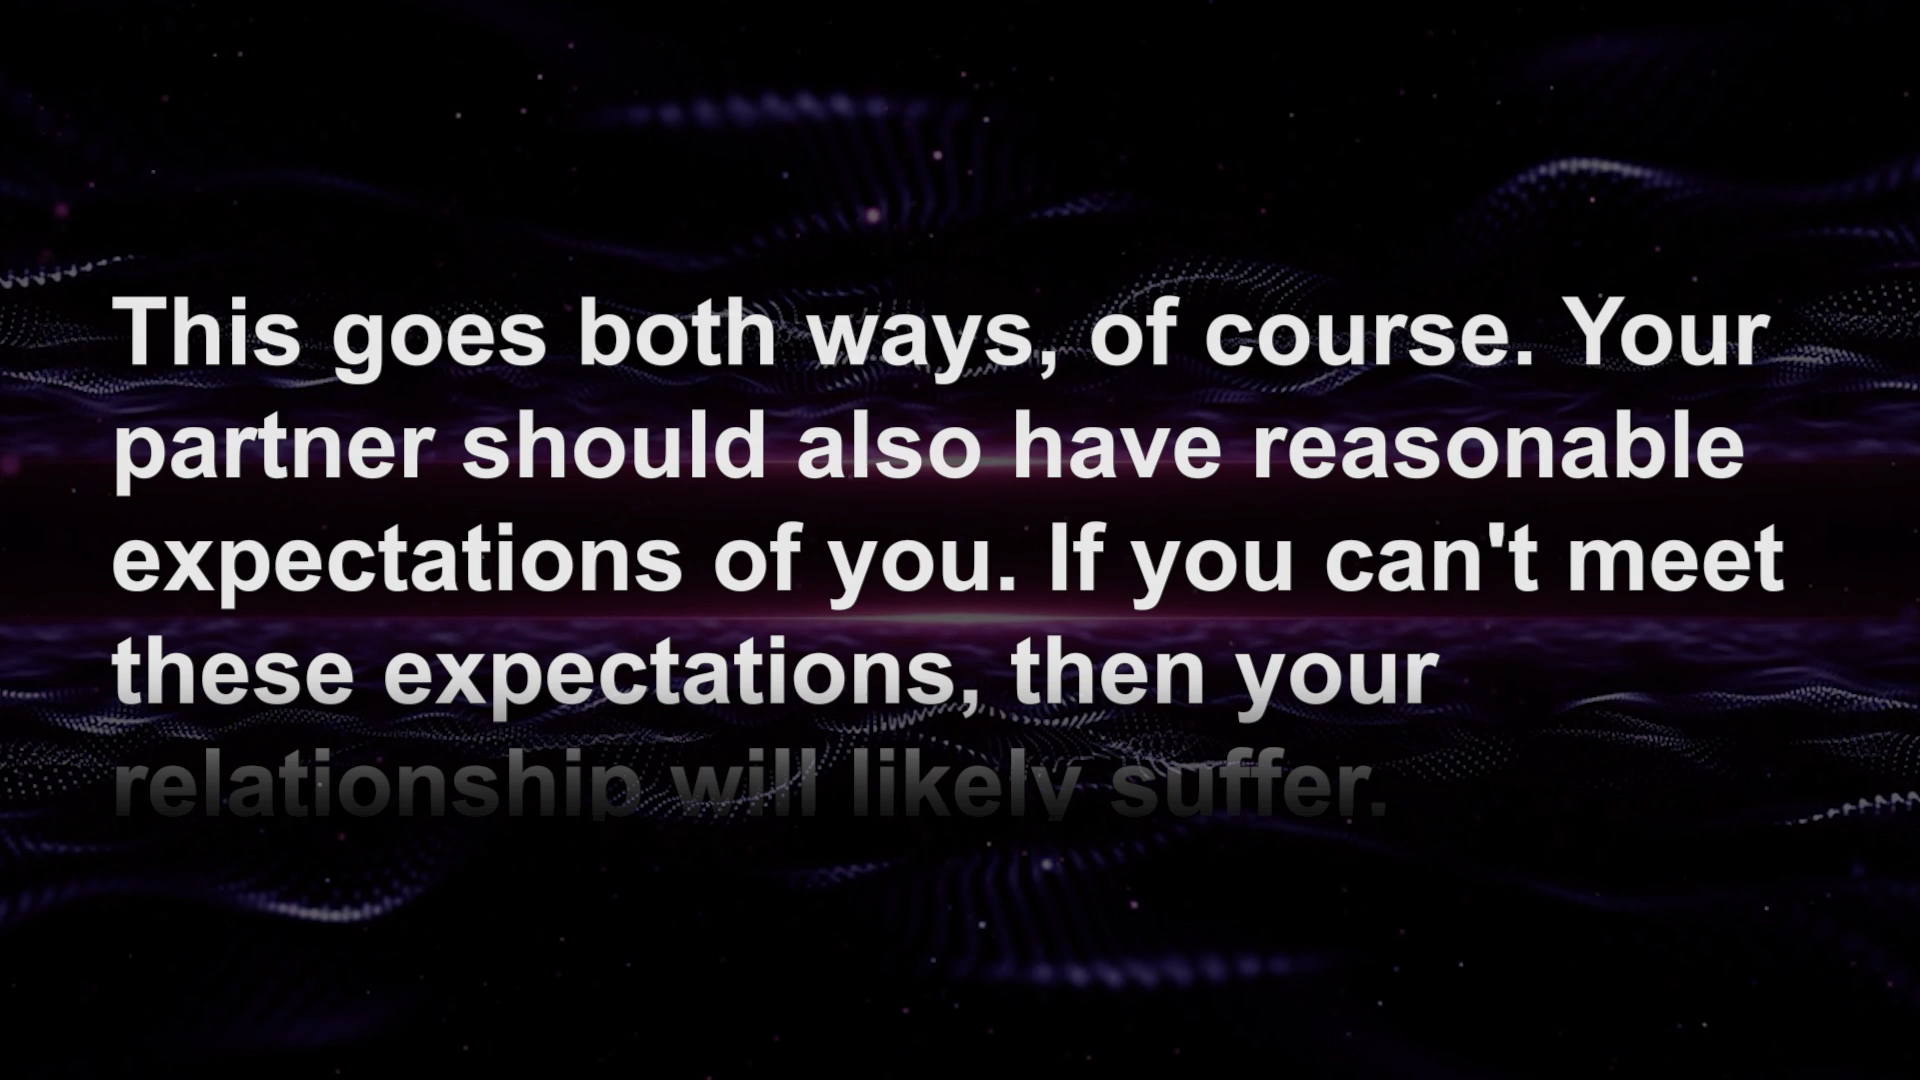 This goes both ways, of course. Your
partner should also have reasonable
expectations of you. If you can't meet
these expectations, then your
relationship will likely suffer.